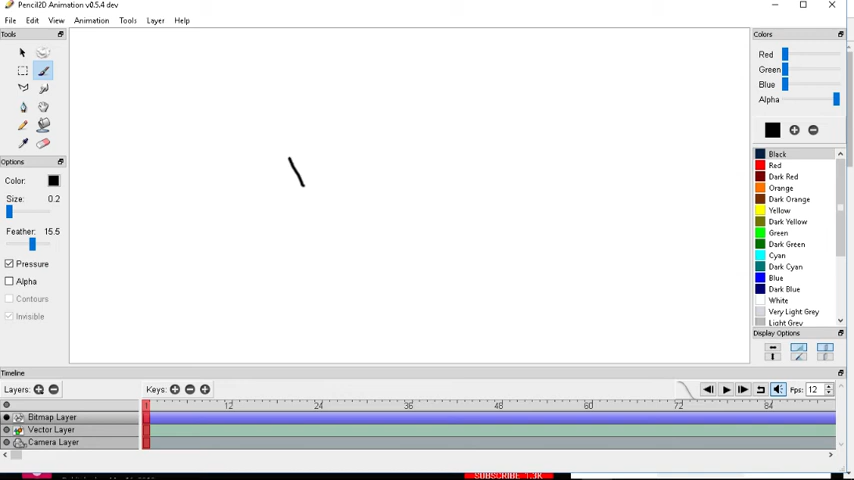 Pencil2D Animation v0.5.4 dev
File Edit View Animation Tools Layer Help
Tools
Colors
Red
Green
Blue
Alpha
Options
Color:
Size: 0.2
Feather: 15.5
Pressure
Alpha
Contours
Invisible
Black
Red
Dark Red
Orange
Dark Orange
Yellow
Dark Yellow
Green
Dark Green
Cyan
Dark Cyan
Blue
Dark Blue
White
Very Light Grey
Light Grey
Display Options
Timeline
Layers: Keys: Fps: 12
1 12 24 36 48 60 72 84
Bitmap Layer
Vector Layer
Camera Layer
SUBSCRIBE 1.3K